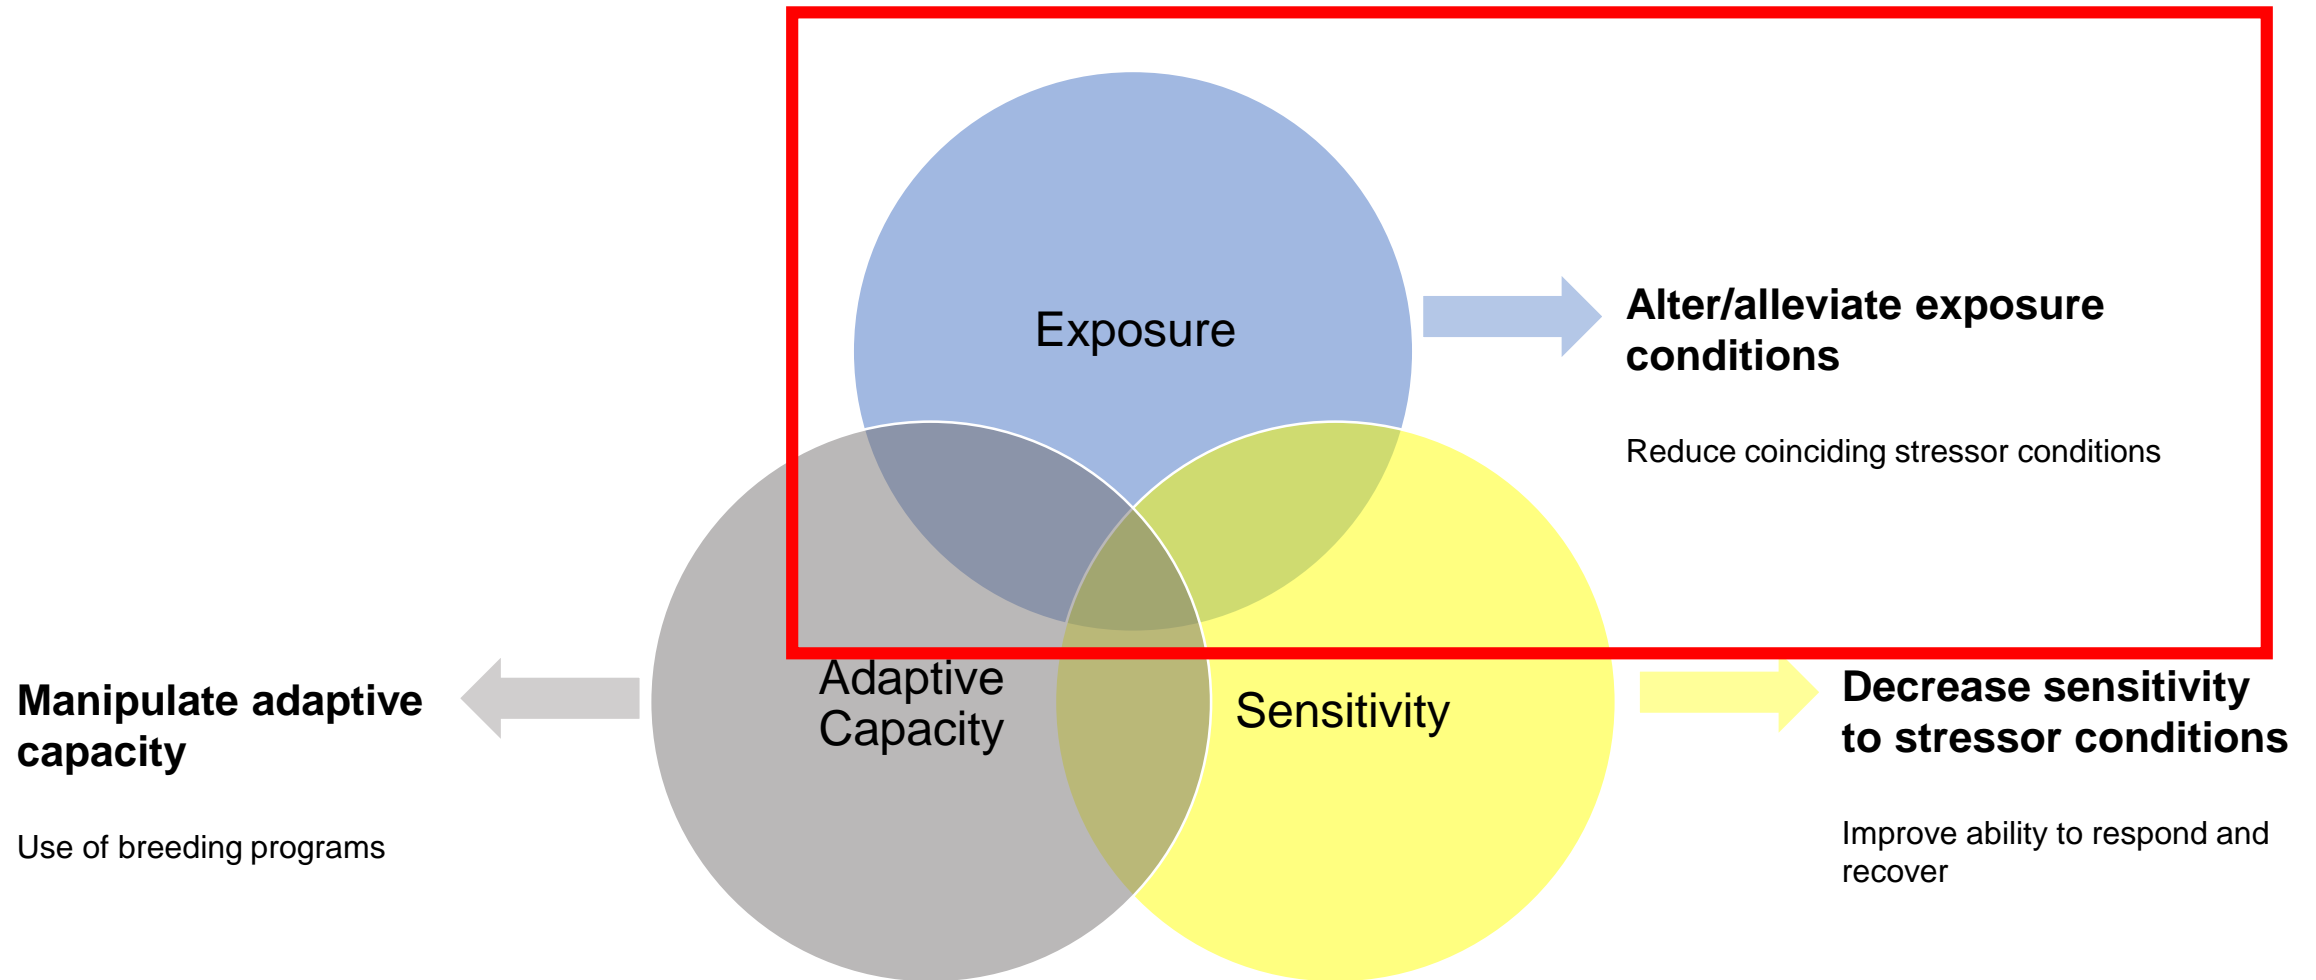 Exposure
Alter/alleviate exposure
conditions
Reduce coinciding stressor conditions
Adaptive
Capacity
Sensitivity
Manipulate adaptive
capacity
Use of breeding programs
Decrease sensitivity
to stressor conditions
Improve ability to respond and
recover